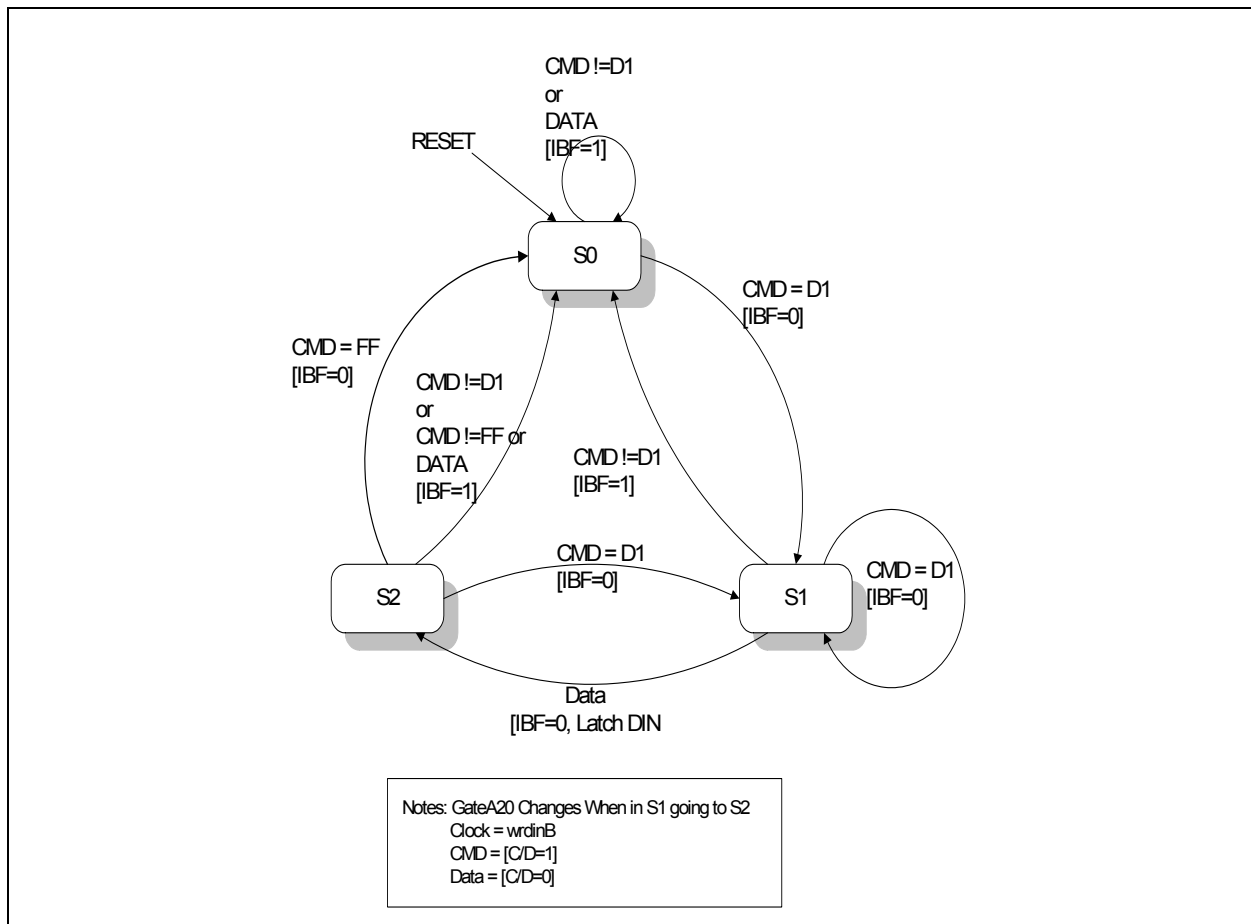 CMD !=D1
or
DATA
[IBF=1]
RESET
S0
CMD = D1
[IBF=0]
CMD = FF
[IBF=0]
CMD !=D1
or
CMD !=FF or
DATA
[IBF=1]
CMD !=D1
[IBF=1]
CMD = D1
[IBF=0]
S2
S1
CMD = D1
[IBF=0]
Data
[IBF=0, Latch DIN
Notes: GateA20 Changes When in S1 going to S2
Clock = wrdinB
CMD = [C/D=1]
Data = [C/D=0]